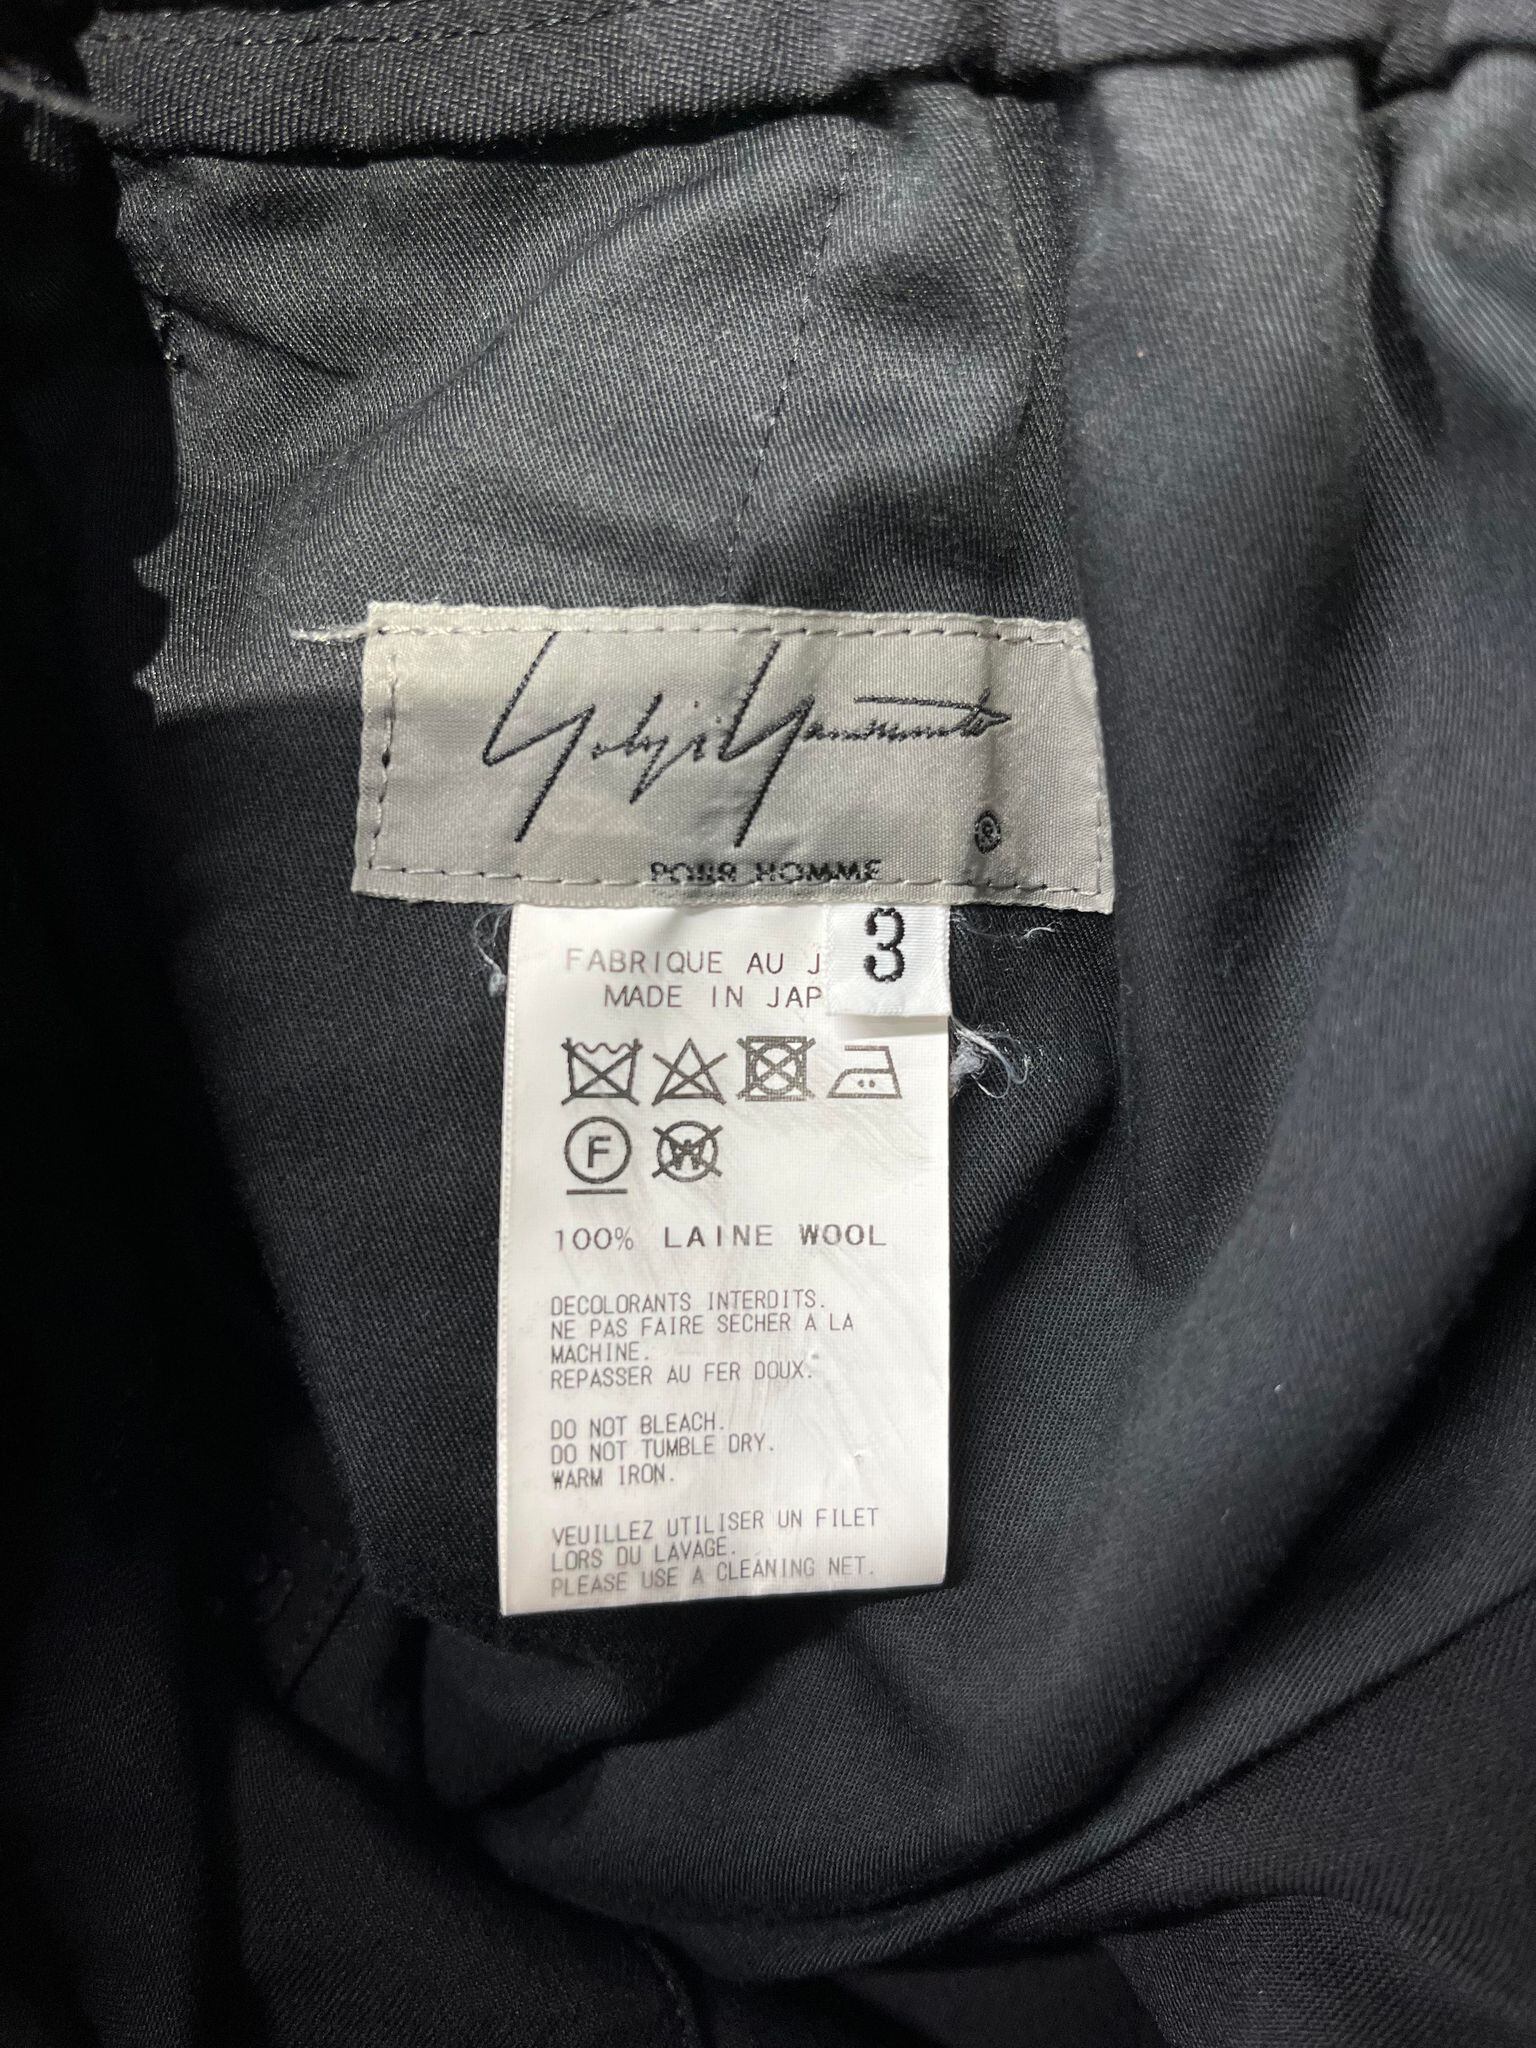 Yohji Yamamoto
®
POUR HOMME
3
FABRIQUE AU J
MADE IN JAP
F
W
100% LAINE WOOL
DECOLORANTS INTERDITS.
NE PAS FAIRE SECHER A LA
MACHINE.
REPASSER AU FER DOUX.
DO NOT BLEACH.
DO NOT TUMBLE DRY.
WARM IRON.
VEUILLEZ UTILISER UN FILET
LORS DU LAVAGE.
PLEASE USE A CLEANING NET.